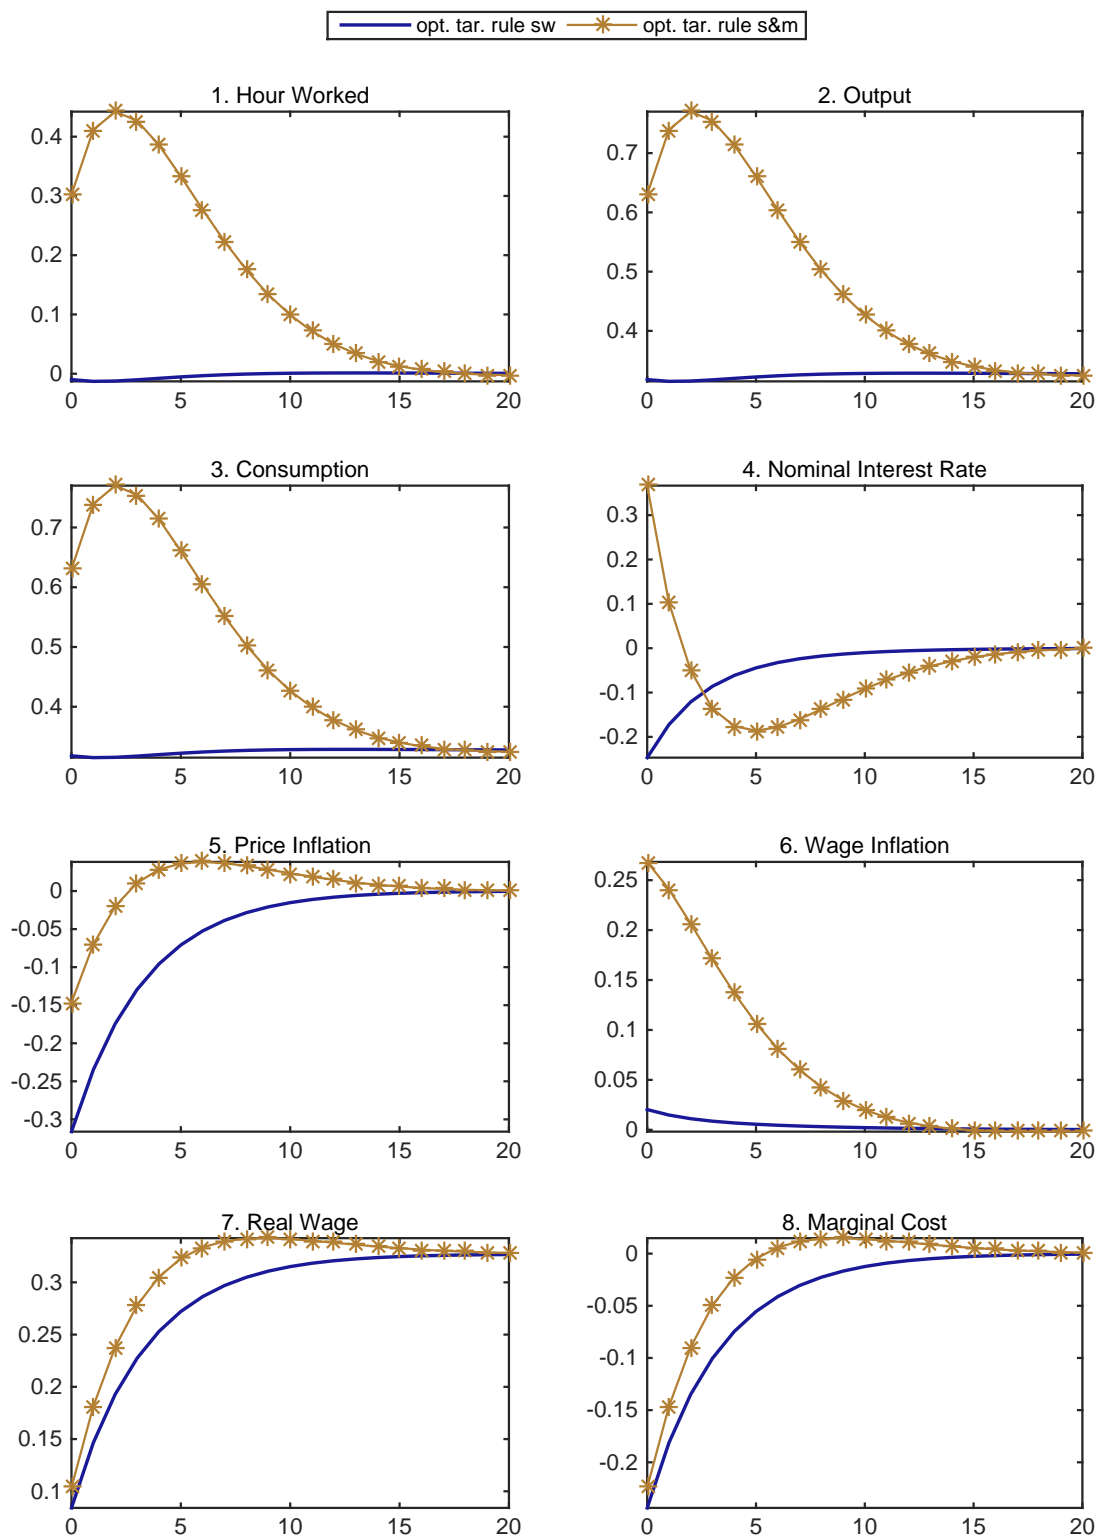 opt. tar. rule sw opt. tar. rule s&m
1. Hour Worked
0.4
0.3
0.2
0.1
0
0 5 10 15 20
2. Output
0.7
0.6
0.5
0.4
0 5 10 15 20
3. Consumption
0.7
0.6
0.5
0.4
0 5 10 15 20
4. Nominal Interest Rate
0.3
0.2
0.1
0
-0.1
-0.2
0 5 10 15 20
5. Price Inflation
0
-0.05
-0.1
-0.15
-0.2
-0.25
-0.3
0 5 10 15 20
6. Wage Inflation
0.25
0.2
0.15
0.1
0.05
0
0 5 10 15 20
7. Real Wage
0.3
0.25
0.2
0.15
0.1
0 5 10 15 20
8. Marginal Cost
0
-0.05
-0.1
-0.15
-0.2
0 5 10 15 20